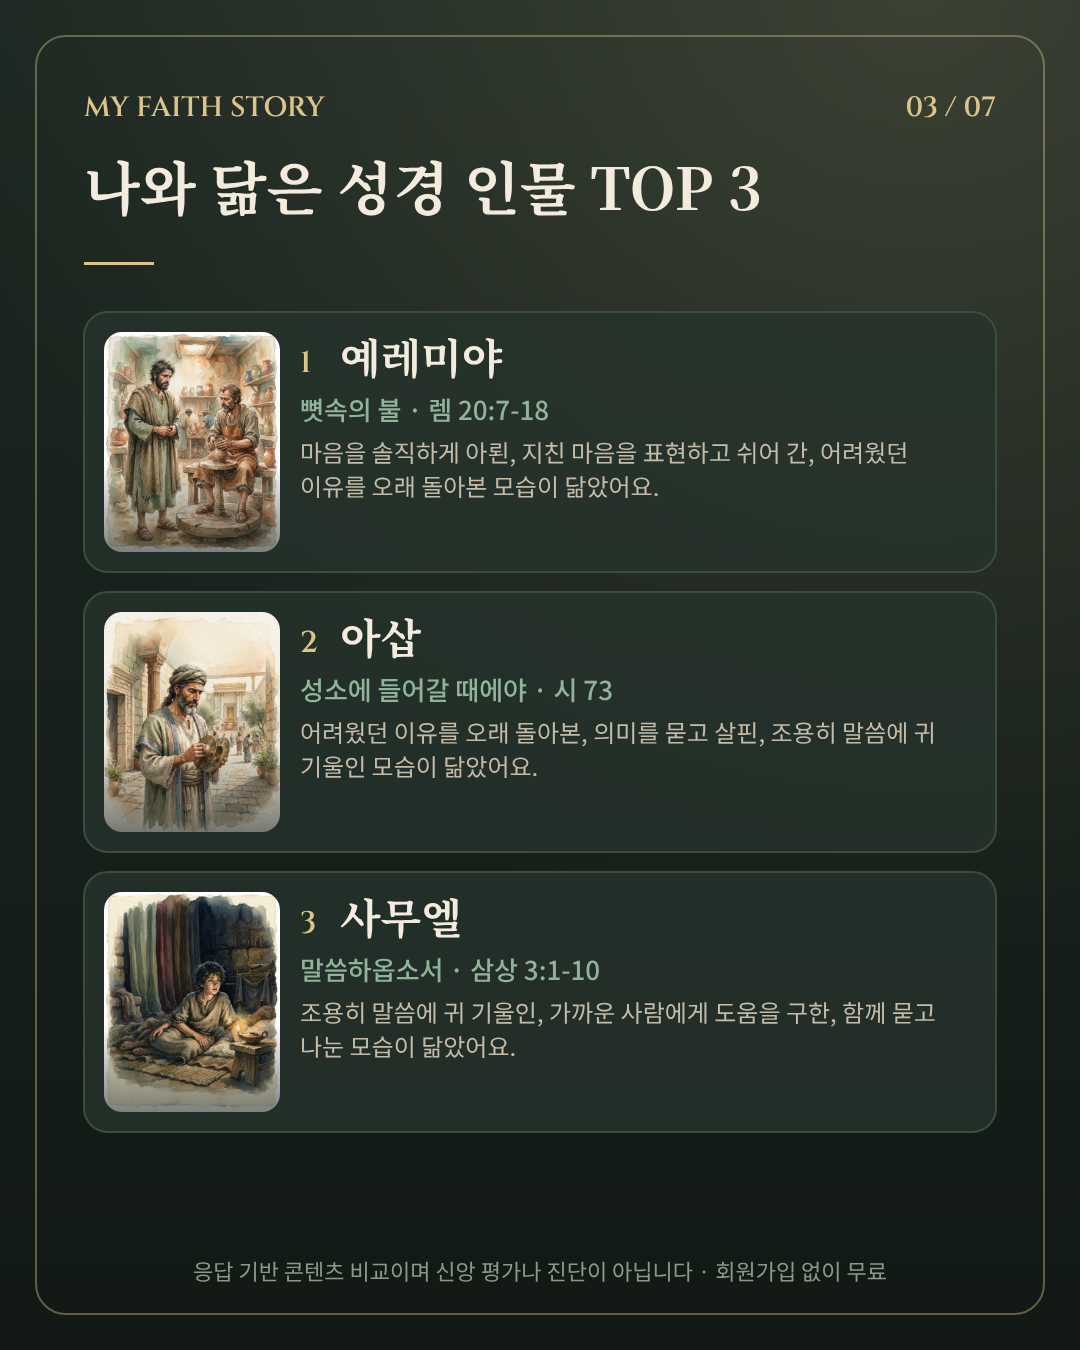 MY FAITH STORY
03 / 07
나와 닮은 성경 인물 TOP 3
1 예레미야
뼛속의 불 · 렘 20:7-18
마음을 솔직하게 아뢴, 지친 마음을 표현하고 쉬어 간, 어려웠던
이유를 오래 돌아본 모습이 닮았어요.
2 아삽
성소에 들어갈 때에야 · 시 73
어려웠던 이유를 오래 돌아본, 의미를 묻고 살핀, 조용히 말씀에 귀
기울인 모습이 닮았어요.
3 사무엘
말씀하옵소서 · 삼상 3:1-10
조용히 말씀에 귀 기울인, 가까운 사람에게 도움을 구한, 함께 묻고
나눈 모습이 닮았어요.
응답 기반 콘텐츠 비교이며 신앙 평가나 진단이 아닙니다 · 회원가입 없이 무료